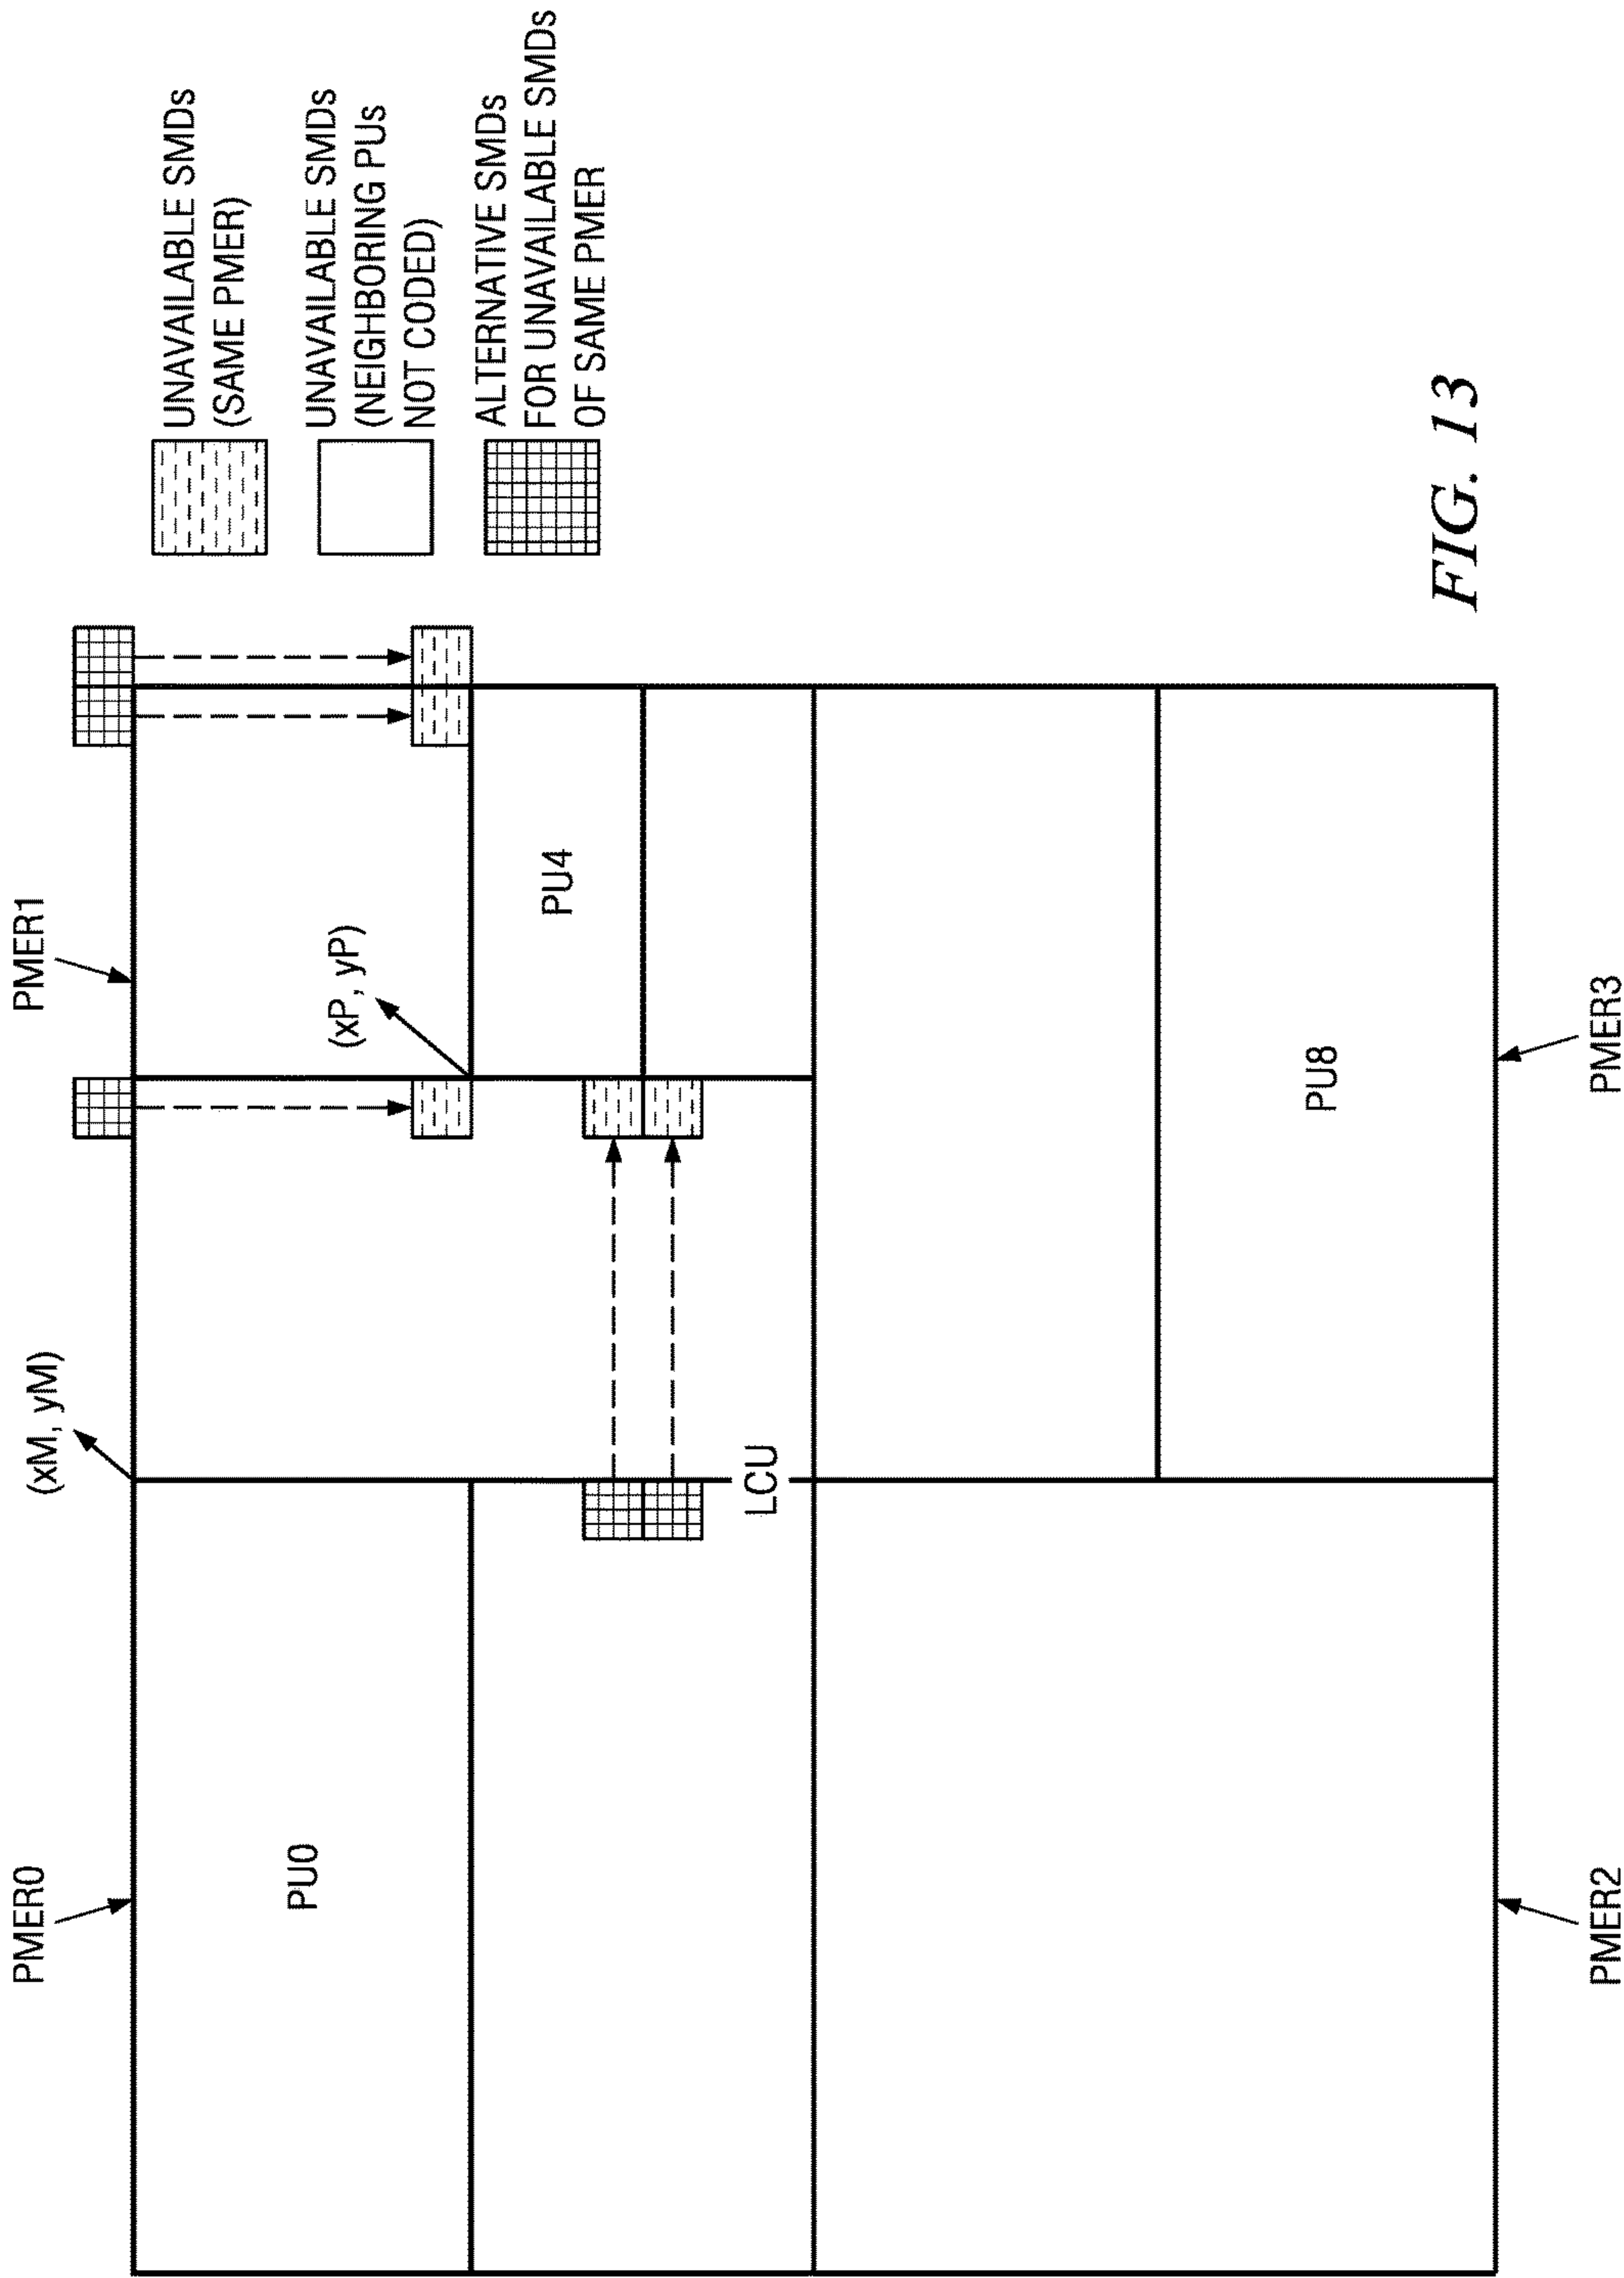 PMER0
(xM, yM)
PMER1
PU0
(xP, yP)
PU4
LCU
PU8
PMER2
PMER3
UNAVAILABLE SMDs
(SAME PMER)
UNAVAILABLE SMDs
(NEIGHBORING PUs
NOT CODED)
ALTERNATIVE SMDs
FOR UNAVAILABLE SMDs
OF SAME PMER
FIG. 13